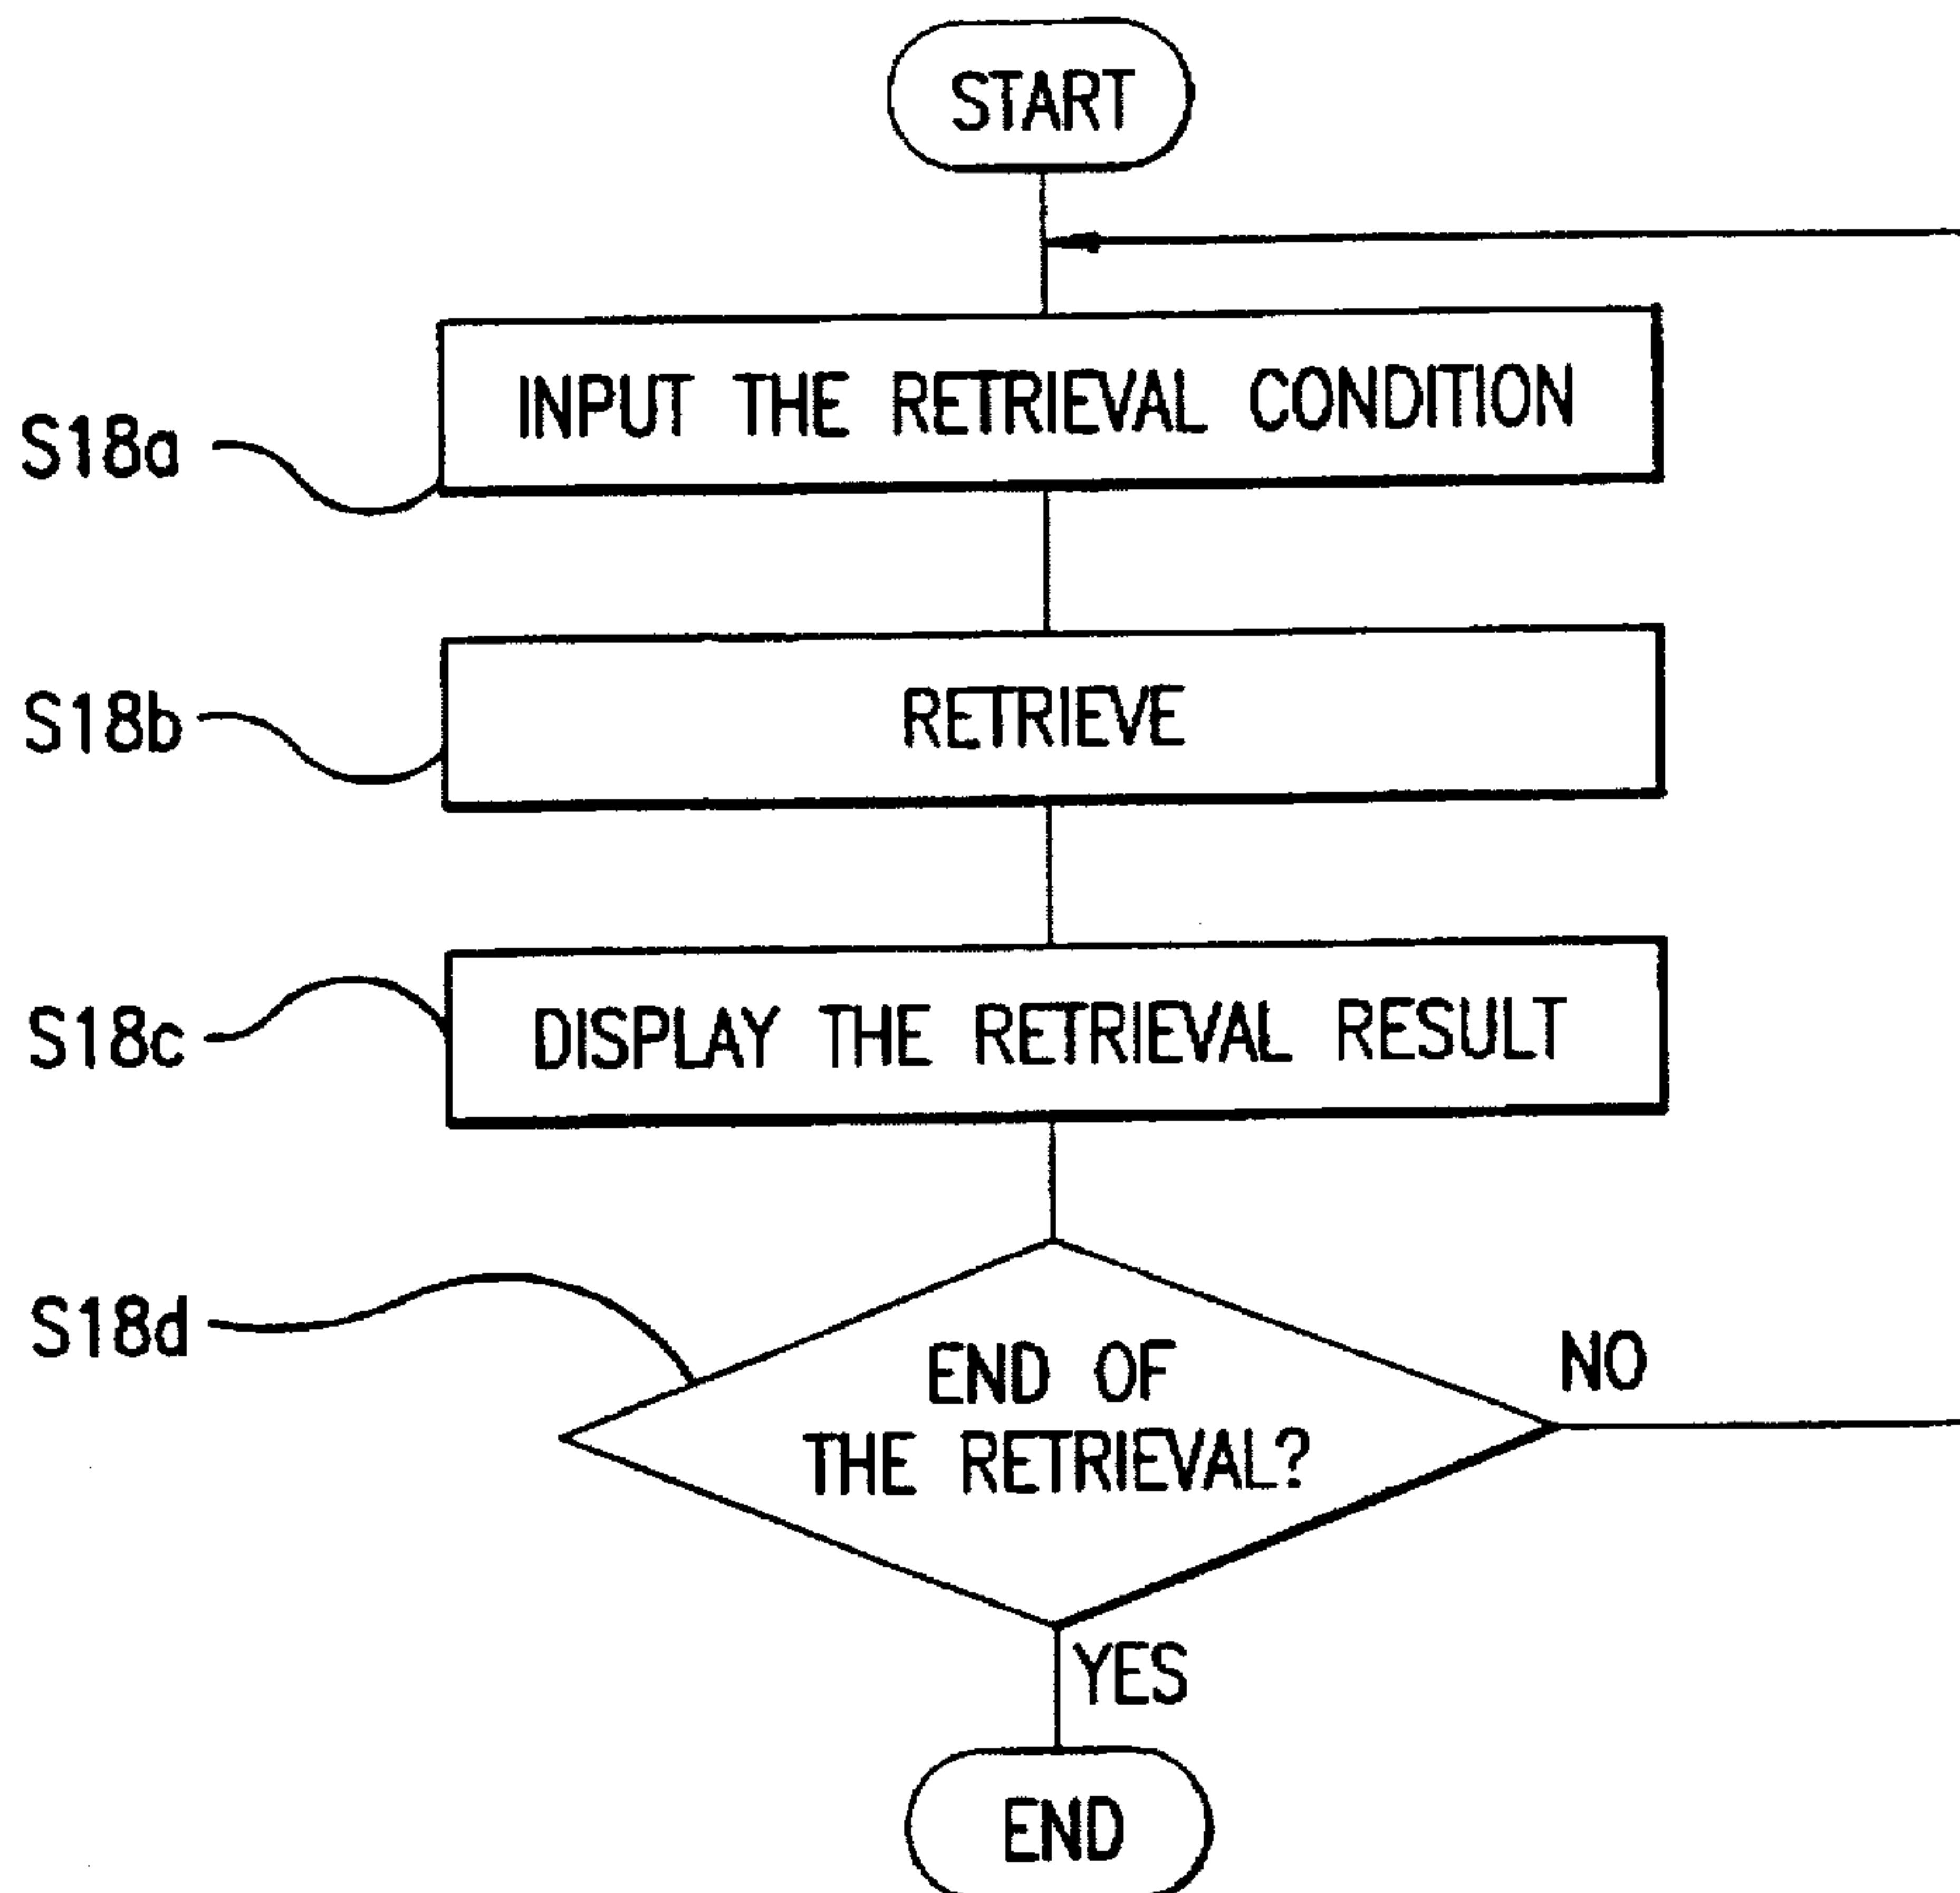 START
S18a
INPUT THE RETRIEVAL CONDITION
S18b
RETRIEVE
S18c
DISPLAY THE RETRIEVAL RESULT
S18d
END OF
THE RETRIEVAL?
NO
YES
END